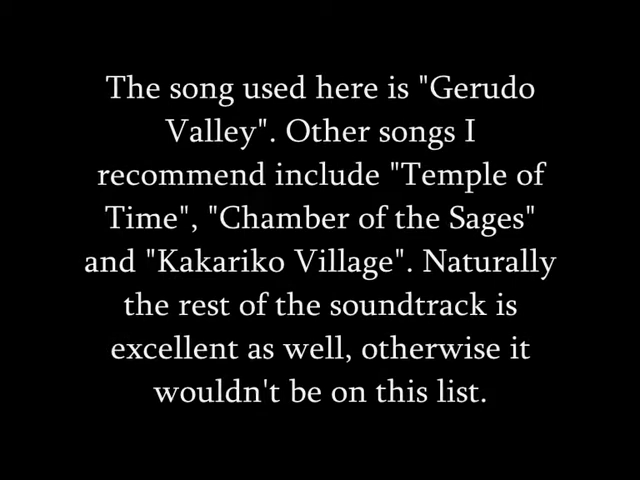 The song used here is "Gerudo
Valley". Other songs I
recommend include "Temple of
Time", "Chamber of the Sages"
and "Kakariko Village". Naturally
the rest of the soundtrack is
excellent as well, otherwise it
wouldn't be on this list.